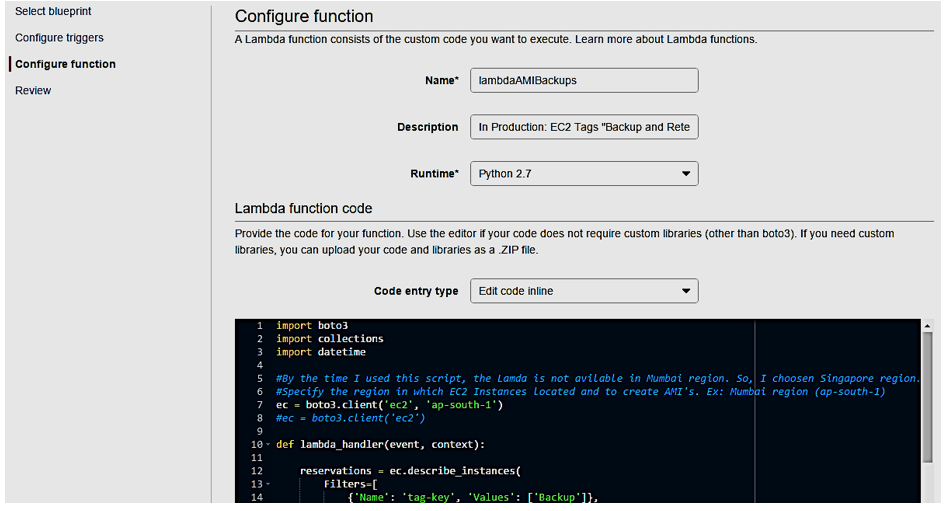 Select blueprint
Configure triggers
Configure function
Review
Configure function
A Lambda function consists of the custom code you want to execute. Learn more about Lambda functions.
Name* lambdaAMIBackups
Description In Production: EC2 Tags "Backup and Rete
Runtime* Python 2.7
Lambda function code
Provide the code for your function. Use the editor if your code does not require custom libraries (other than boto3). If you need custom
libraries, you can upload your code and libraries as a .ZIP file.
Code entry type Edit code inline
1 import boto3
2 import collections
3 import datetime
4
5 #By the time I used this script, the Lamda is not avilable in Mumbai region. So, I choosen Singapore region.
6 #Specify the region in which EC2 Instances located and to create AMI's. Ex: Mumbai region (ap-south-1)
7 ec = boto3.client('ec2', 'ap-south-1')
8 #ec = boto3.client('ec2')
9
10 def lambda_handler(event, context):
11
12 reservations = ec.describe_instances(
13 Filters=[
14 {'Name': 'tag-key', 'Values': ['Backup']},